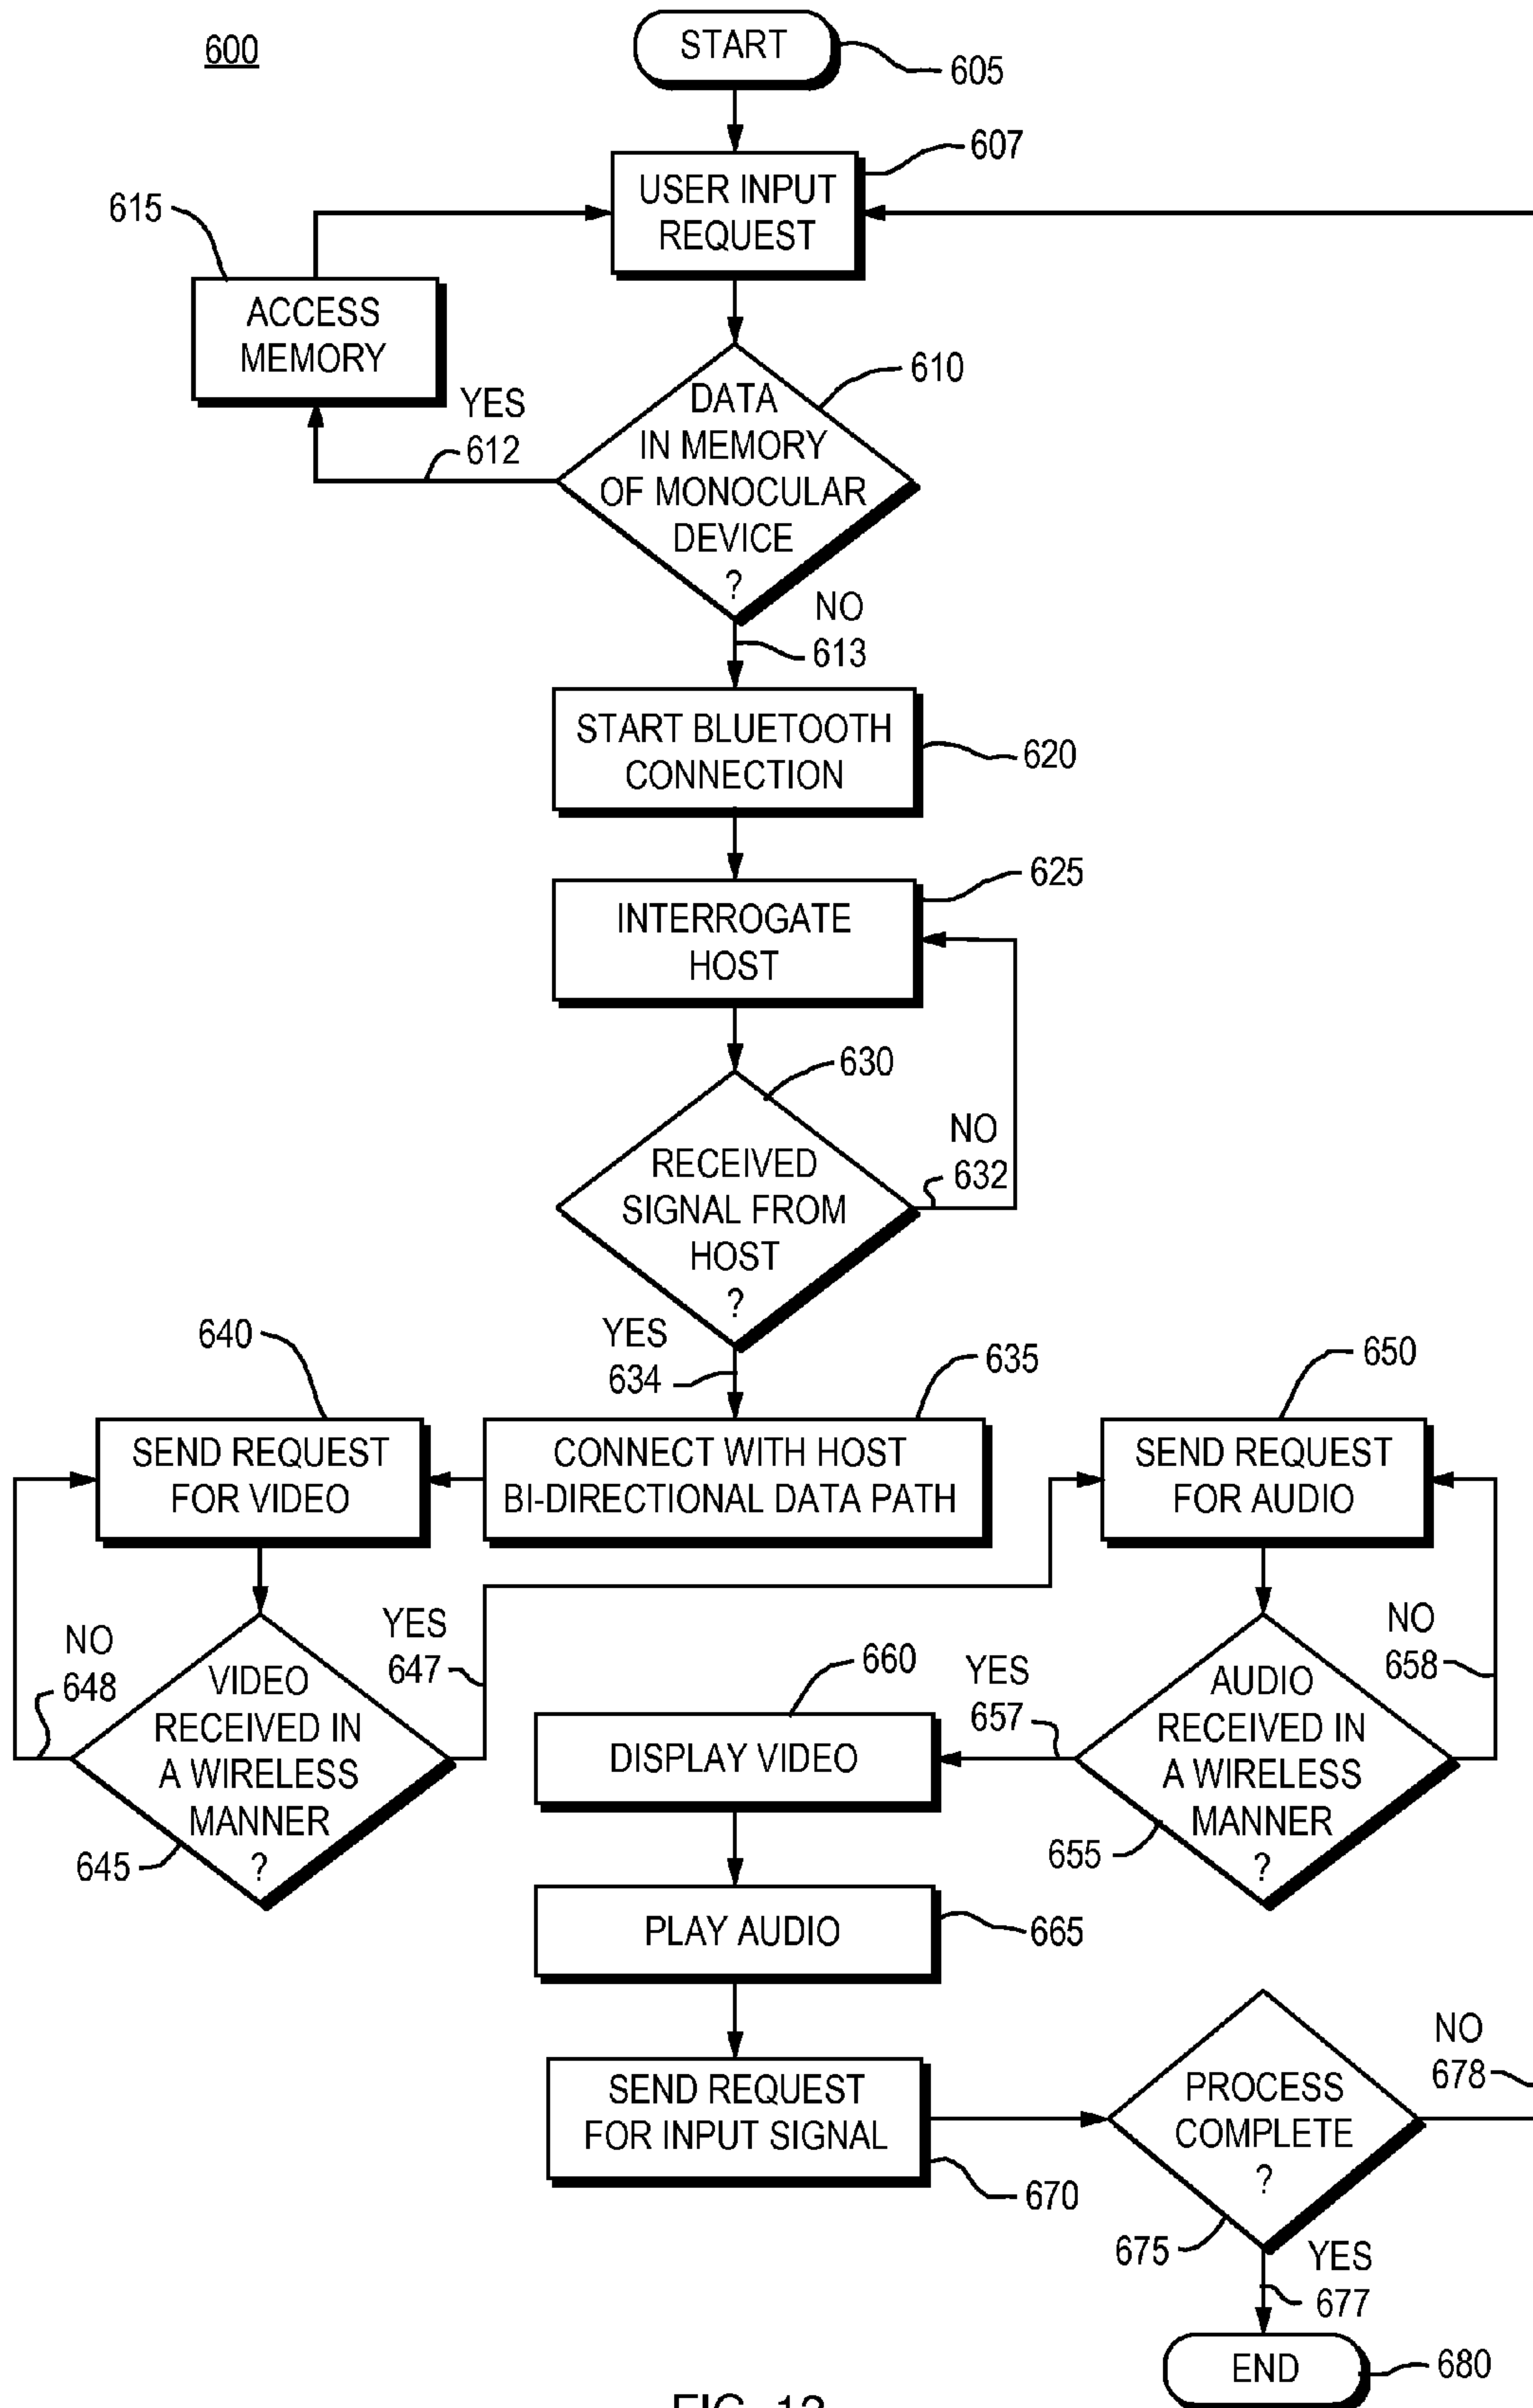 600
START
605
607
USER INPUT
REQUEST
615
ACCESS
MEMORY
610
YES
612
DATA
IN MEMORY
OF MONOCULAR
DEVICE
?
NO
613
START BLUETOOTH
CONNECTION
620
625
INTERROGATE
HOST
630
NO
632
RECEIVED
SIGNAL FROM
HOST
?
YES
634
640
635
650
SEND REQUEST
FOR VIDEO
CONNECT WITH HOST
BI-DIRECTIONAL DATA PATH
SEND REQUEST
FOR AUDIO
NO
648
YES
647
VIDEO
RECEIVED IN
A WIRELESS
MANNER
?
645
660
DISPLAY VIDEO
YES
657
NO
658
AUDIO
RECEIVED IN
A WIRELESS
MANNER
?
655
PLAY AUDIO
665
SEND REQUEST
FOR INPUT SIGNAL
670
PROCESS
COMPLETE
?
NO
678
675
YES
677
END
680